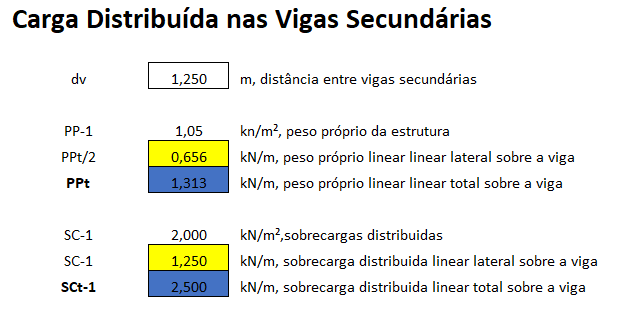 Carga Distribuída nas Vigas Secundárias
dv 1,250 m, distância entre vigas secundárias
PP-1 1,05 kn/m², peso próprio da estrutura
PPt/2 0,656 kN/m, peso próprio linear linear lateral sobre a viga
PPt 1,313 kN/m, peso próprio linear linear total sobre a viga
SC-1 2,000 kN/m²,sobrecargas distribuidas
SC-1 1,250 kN/m, sobrecarga distribuida linear lateral sobre a viga
SCt-1 2,500 kN/m, sobrecarga distribuida linear total sobre a viga